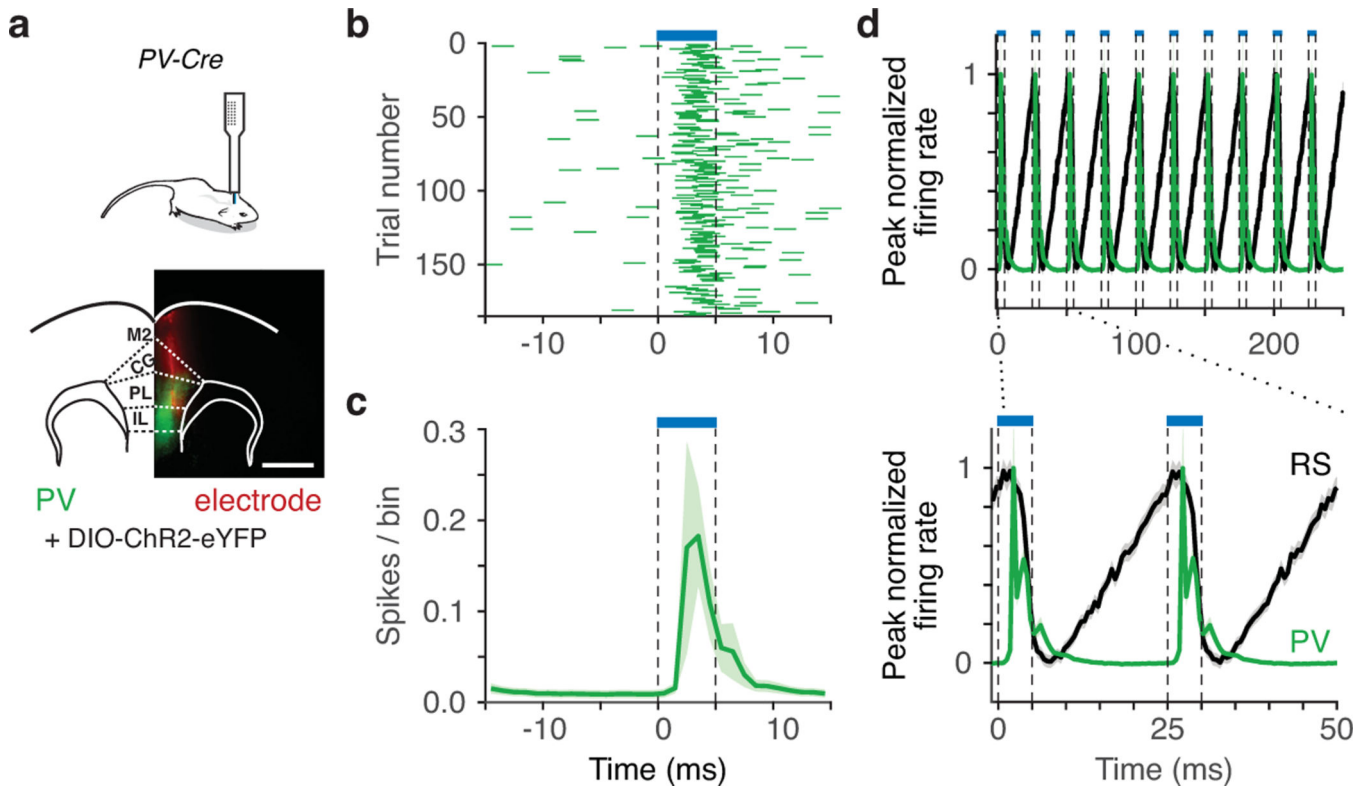 a
PV-Cre
M2
CG
PL
IL
PV
electrode
+ DIO-ChR2-eYFP
b
Trial number
0
50
100
150
-10
0
10
c
Spikes / bin
0.3
0.2
0.1
0.0
-10
0
10
Time (ms)
d
Peak normalized
firing rate
1
0
0
100
200
Peak normalized
firing rate
1
0
RS
PV
0
25
50
Time (ms)